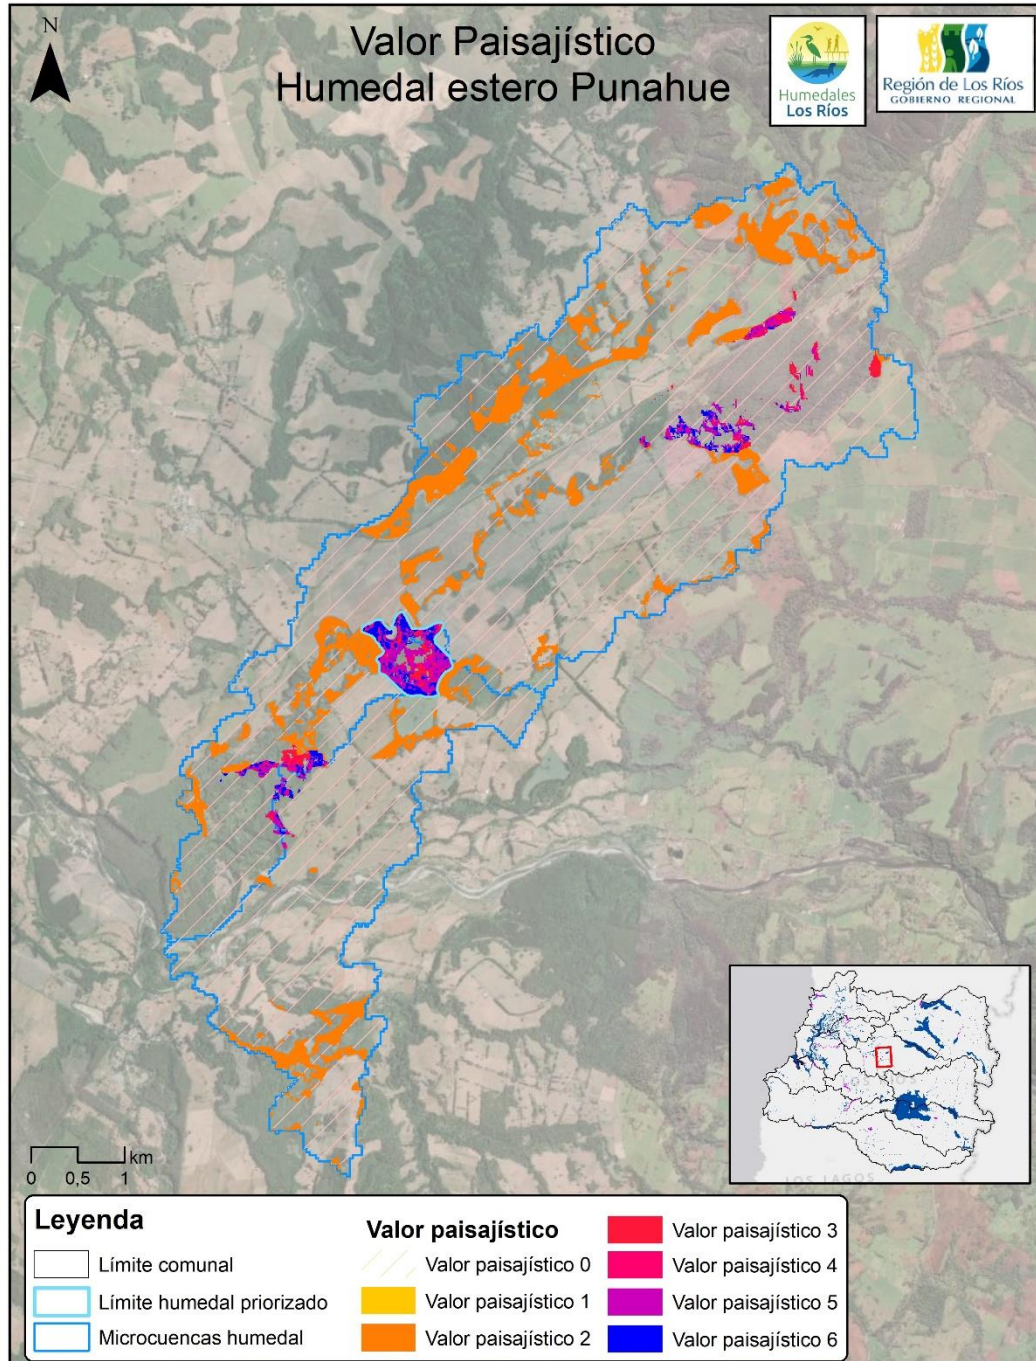 N
Valor Paisajístico
Humedal estero Punahue
Humedales
Los Ríos
Región de Los Ríos
GOBIERNO REGIONAL
LOS LAGOS
km
0 0,5 1
Leyenda
Límite comunal
Límite humedal priorizado
Microcuencas humedal
Valor paisajístico
Valor paisajístico 0
Valor paisajístico 1
Valor paisajístico 2
Valor paisajístico 3
Valor paisajístico 4
Valor paisajístico 5
Valor paisajístico 6